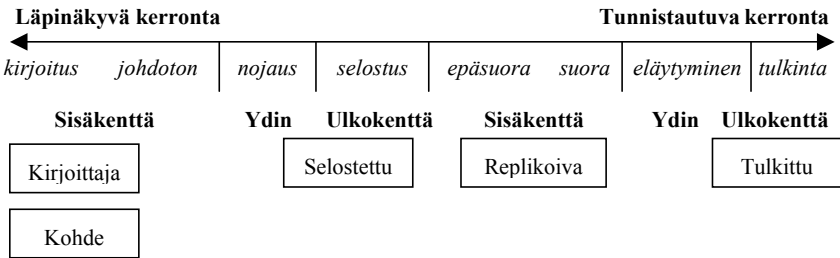 Läpinäkyvä kerronta Tunnistautuva kerronta
kirjoitus johdoton nojaus selostus epäsuora suora eläytyminen tulkinta
Sisäkenttä Ydin Ulkokenttä Sisäkenttä Ydin Ulkokenttä
Kirjoittaja Selostettu Replikoiva Tulkittu
Kohde